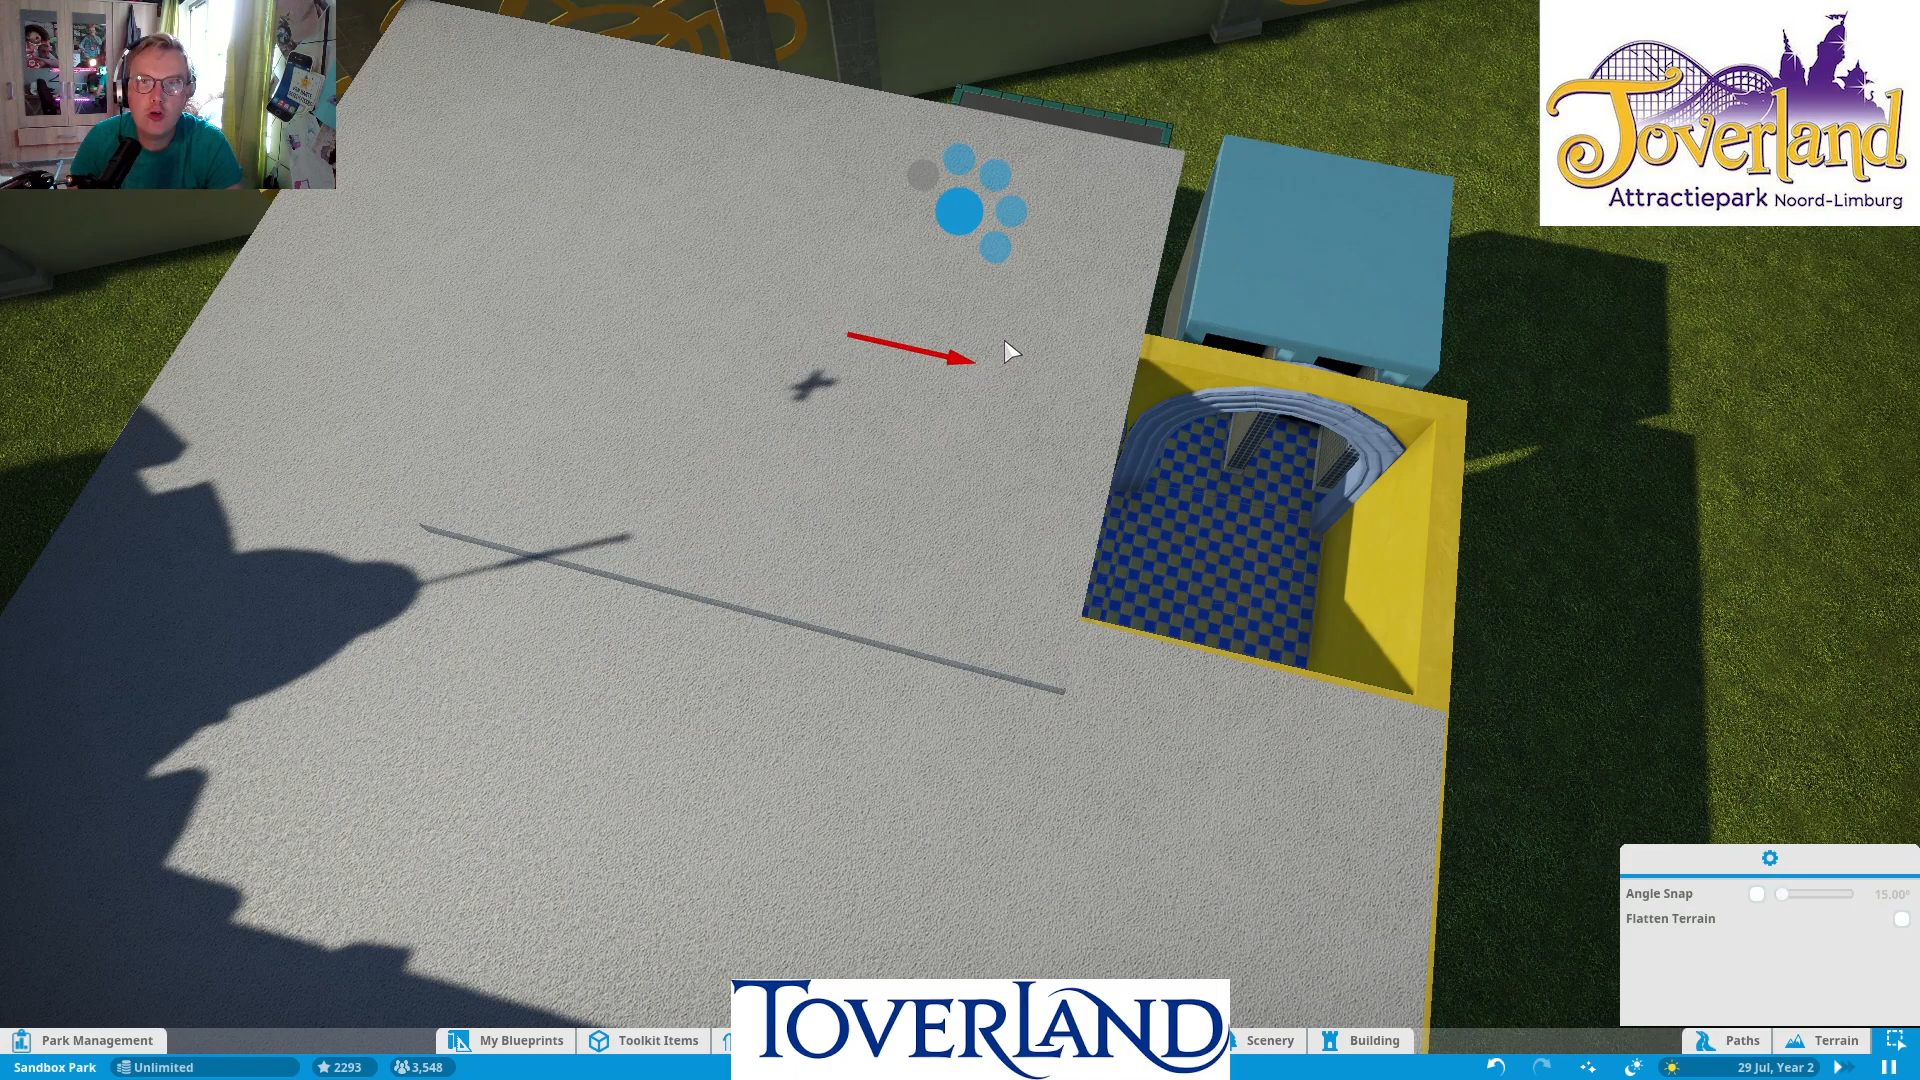 Toverland
Attractiepark Noord-Limburg
Angle Snap
15.00°
Flatten Terrain
TOVERLAND
Park Management
My Blueprints
Toolkit Items
Scenery
Building
Paths
Terrain
Sandbox Park
Unlimited
2293
3,548
29 Jul, Year 2